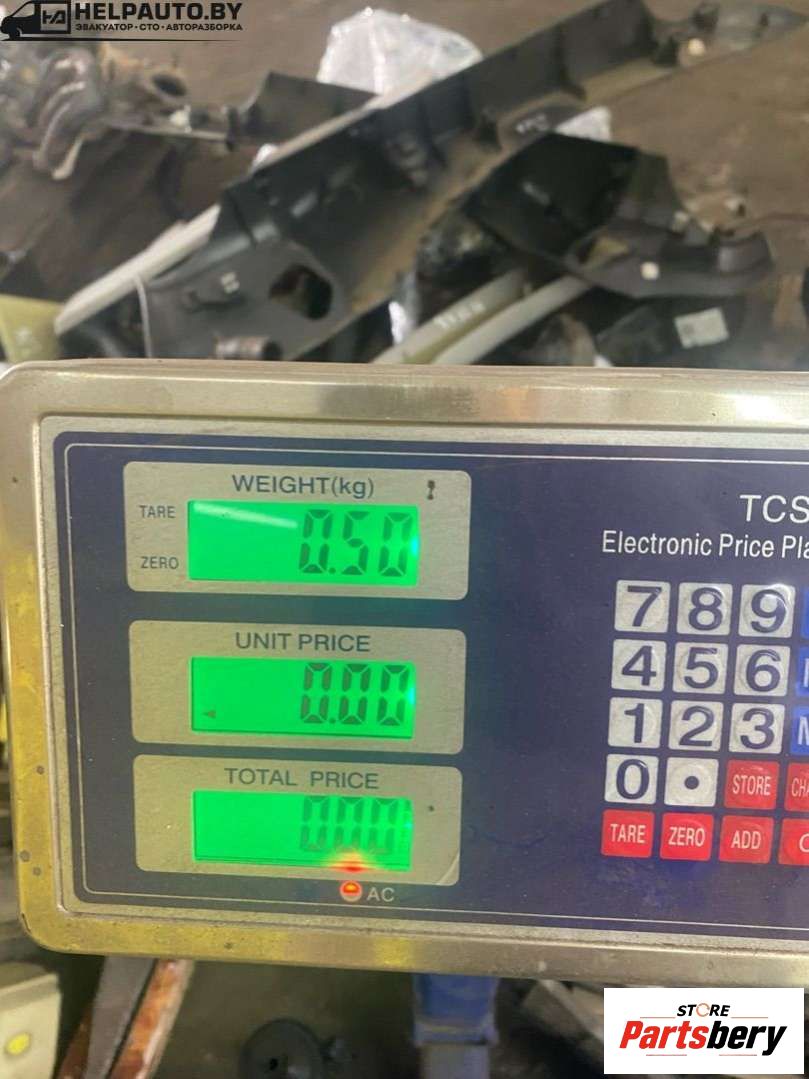 HELPAUTO.BY
ЭВАКУАТОР·СТО·АВТОРАЗБОРКА
WEIGHT(kg)
TARE
0.50
ZERO
UNIT PRICE
0.00
TOTAL PRICE
0.00
AC
TCS
Electronic Price Pla
7 8 9
4 5 6
1 2 3
0 . STORE CHA
TARE ZERO ADD C
STORE
Partsbery